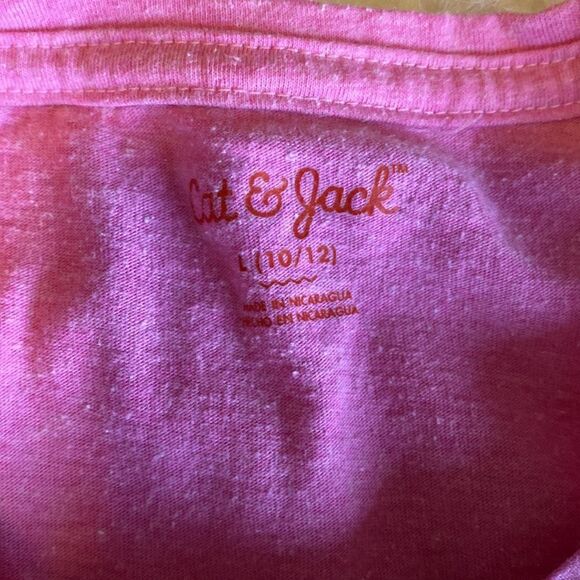 Cat & Jack™
L (10/12)
MADE IN NICARAGUA
HECHO EN NICARAGUA